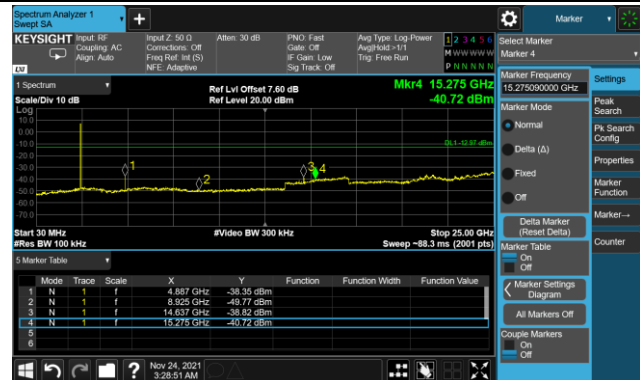 Spectrum Analyzer 1
Swept SA
Marker
KEYSIGHT
Input: RF
Coupling: AC
Align: Auto
Input Z: 50 Ω
Corrections: Off
Freq Ref: Int (S)
NFE: Adaptive
Atten: 30 dB
PNO: Fast
Gate: Off
IF Gain: Low
Sig Track: Off
Avg Type: Log-Power
Avg|Hold:>1/1
Trig: Free Run
1 2 3 4 5 6
M W W W W W
P N N N N N
LXI
Select Marker
Marker 4
Marker Frequency
15.275090000 GHz
Settings
Marker Mode
Normal
Delta (Δ)
Fixed
Off
Peak Search
Pk Search Config
Properties
Marker Function
Marker→
Counter
Delta Marker
(Reset Delta)
Marker Table
On
Off
Marker Settings Diagram
All Markers Off
Couple Markers
On
Off
1 Spectrum
Scale/Div 10 dB
Log
Ref Lvl Offset 7.60 dB
Ref Level 20.00 dBm
Mkr4 15.275 GHz
-40.72 dBm
10.0
0.00
-10.0
-20.0
-30.0
-40.0
-50.0
-60.0
-70.0
DL1 -12.97 dBm
1
2
3
4
Start 30 MHz
#Res BW 100 kHz
#Video BW 300 kHz
Stop 25.00 GHz
Sweep ~88.3 ms (2001 pts)
5 Marker Table
Mode Trace Scale X Y Function Function Width Function Value
1 N 1 f 4.887 GHz -38.35 dBm
2 N 1 f 8.925 GHz -49.77 dBm
3 N 1 f 14.637 GHz -38.82 dBm
4 N 1 f 15.275 GHz -40.72 dBm
5
6
Nov 24, 2021
3:28:51 AM